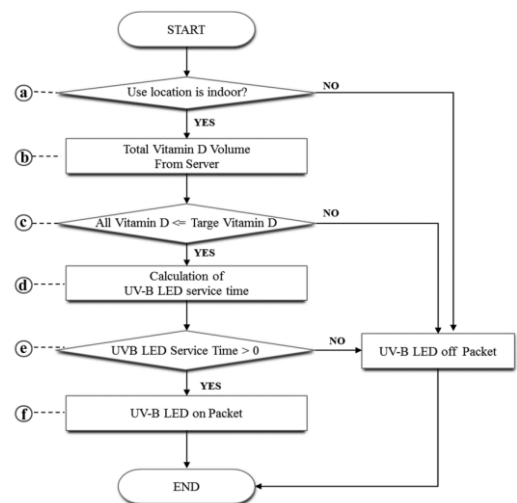 START
ⓐ
Use location is indoor?
NO
YES
ⓑ
Total Vitamin D Volume
From Server
ⓒ
All Vitamin D <= Targe Vitamin D
NO
YES
ⓓ
Calculation of
UV-B LED service time
ⓔ
UVB LED Service Time > 0
NO
UV-B LED off Packet
YES
ⓕ
UV-B LED on Packet
END